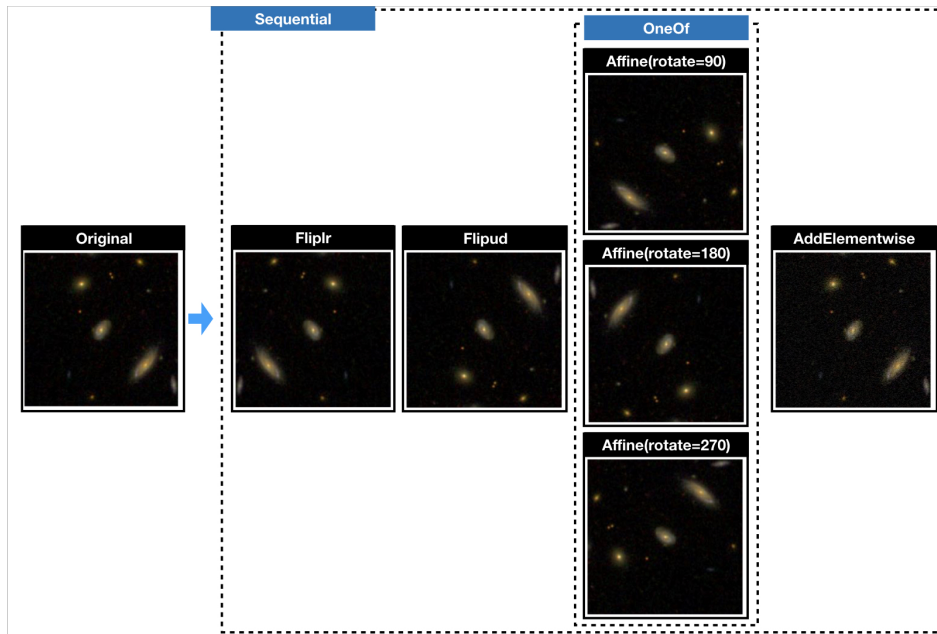 Sequential
OneOf
Affine(rotate=90)
Original
Fliplr
Flipud
Affine(rotate=180)
AddElementwise
Affine(rotate=270)